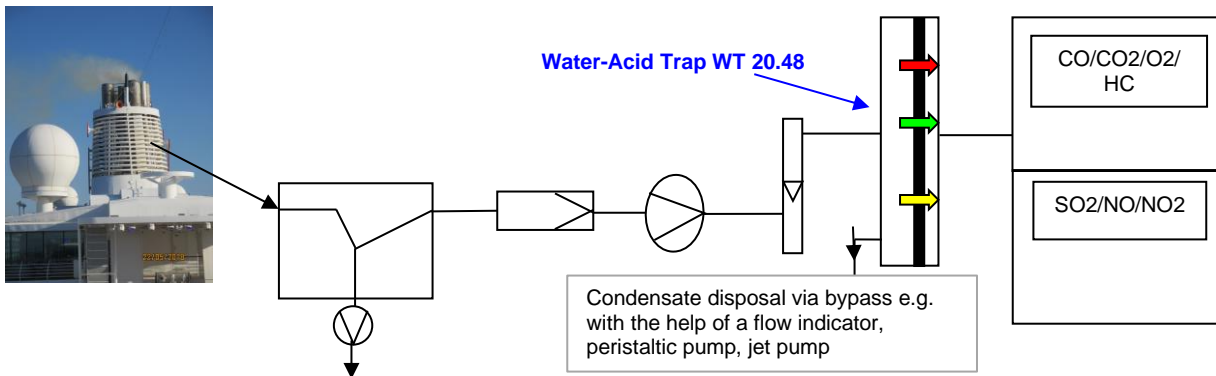 Water-Acid Trap WT 20.48
CO/CO2/O2/
HC
SO2/NO/NO2
Condensate disposal via bypass e.g.
with the help of a flow indicator,
peristaltic pump, jet pump